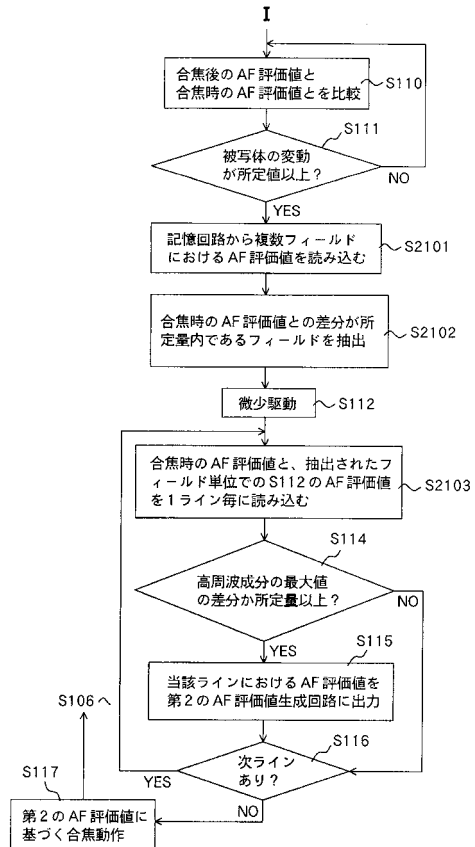 I
合焦後のAF評価値と
合焦時のAF評価値とを比較
S110
S111
被写体の変動
が所定値以上?
NO
YES
記憶回路から複数フィールド
におけるAF評価値を読み込む
S2101
合焦時のAF評価値との差分が所
定量内であるフィールドを抽出
S2102
微少駆動
S112
合焦時のAF評価値と、抽出されたフ
ィールド単位でのS112のAF評価値
を1ライン毎に読み込む
S2103
S114
高周波成分の最大値
の差分か所定量以上?
NO
YES
S115
当該ラインにおけるAF評価値を
第2のAF評価値生成回路に出力
S106へ
S116
次ライン
あり?
YES
NO
S117
第2のAF評価値に
基づく合焦動作